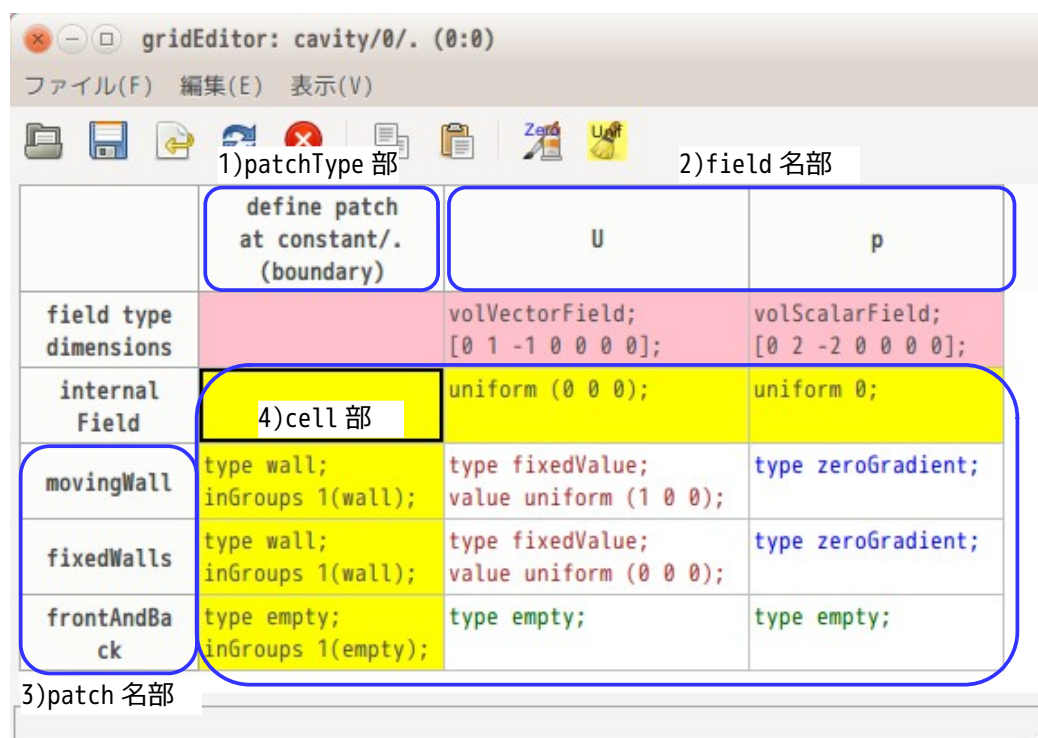 gridEditor: cavity/0/. (0:0)
ファイル(F) 編集(E) 表示(V)
Zero Unif
1)patchType 部
2)field 名部
define patch
at constant/.
(boundary)
U
p
field type
dimensions
volVectorField;
[0 1 -1 0 0 0 0];
volScalarField;
[0 2 -2 0 0 0 0];
internal
Field
4)cell 部
uniform (0 0 0);
uniform 0;
movingWall
type wall;
inGroups 1(wall);
type fixedValue;
value uniform (1 0 0);
type zeroGradient;
fixedWalls
type wall;
inGroups 1(wall);
type fixedValue;
value uniform (0 0 0);
type zeroGradient;
frontAndBa
ck
type empty;
inGroups 1(empty);
type empty;
type empty;
3)patch 名部